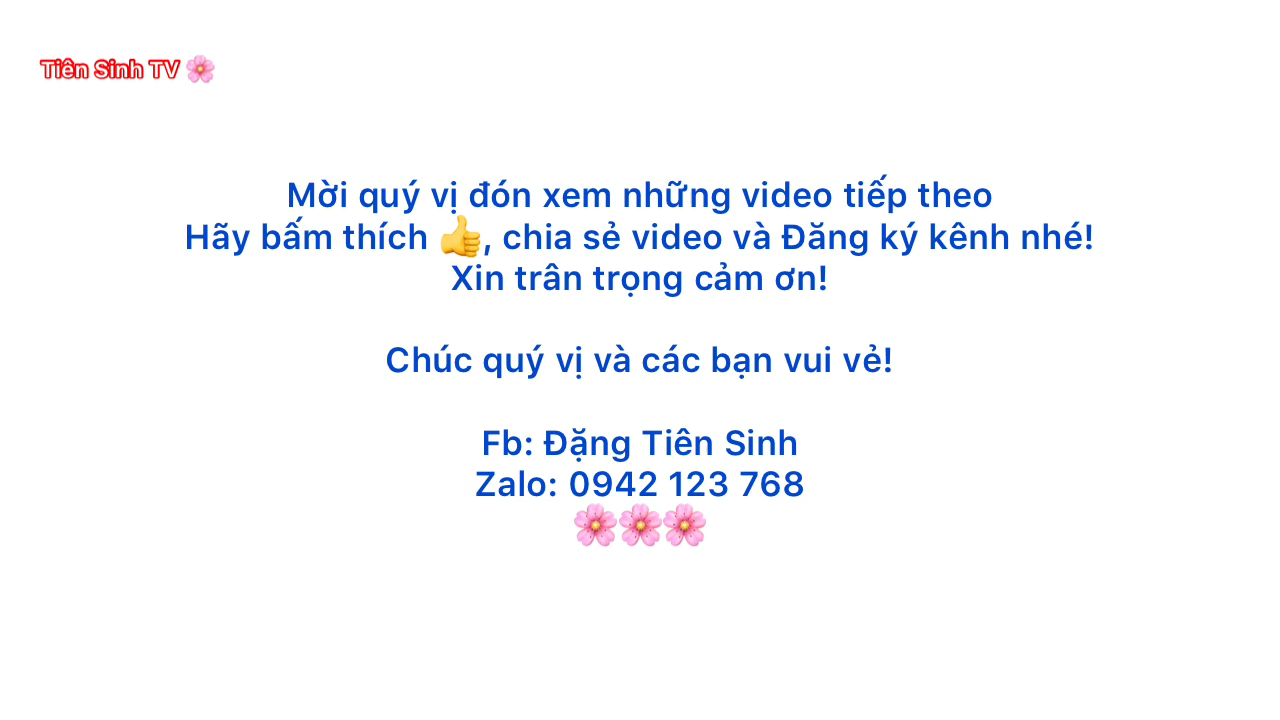 Tiên Sinh TV 🌸
Mời quý vị đón xem những video tiếp theo
Hãy bấm thích 👍, chia sẻ video và Đăng ký kênh nhé!
Xin trân trọng cảm ơn!
Chúc quý vị và các bạn vui vẻ!
Fb: Đặng Tiên Sinh
Zalo: 0942 123 768
🌸🌸🌸